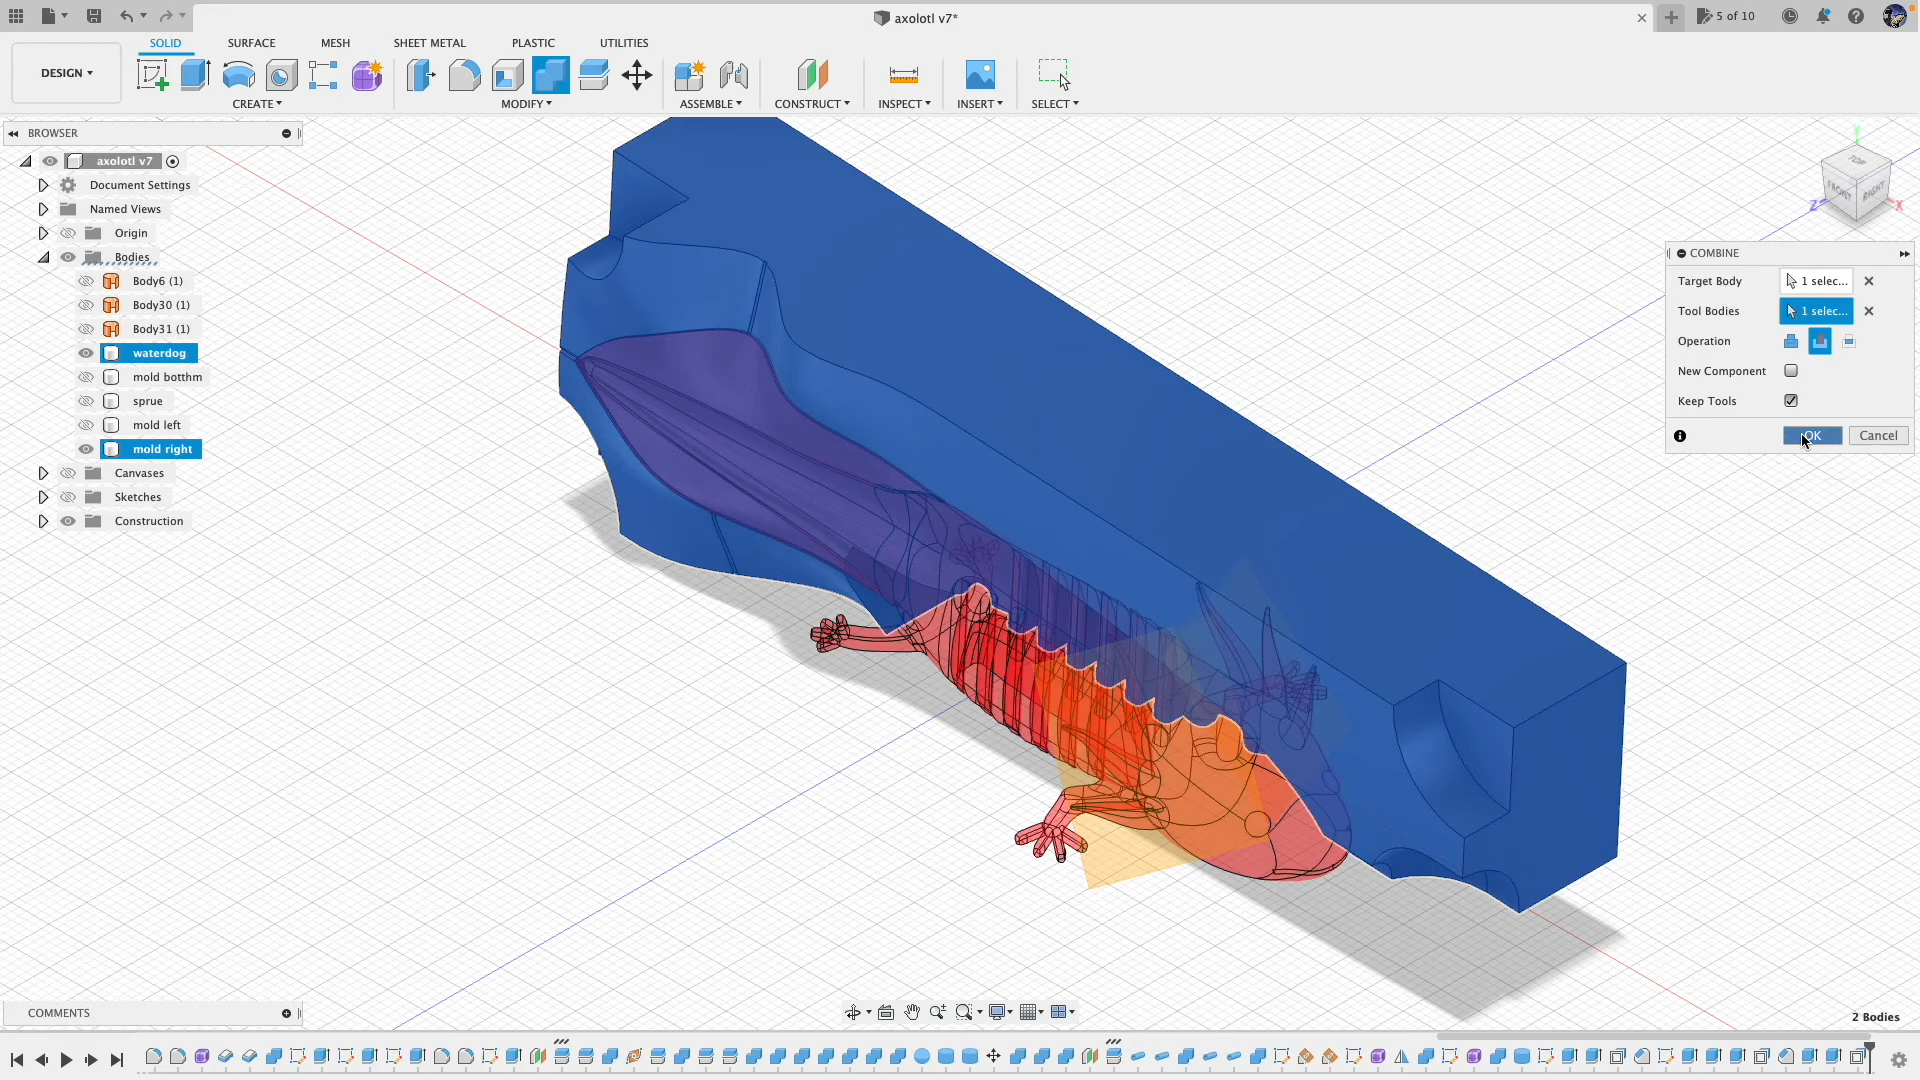 axolotl v7*
5 of 10
SOLID
SURFACE
MESH
SHEET METAL
PLASTIC
UTILITIES
DESIGN
CREATE
MODIFY
ASSEMBLE
CONSTRUCT
INSPECT
INSERT
SELECT
BROWSER
axolotl v7
Document Settings
Named Views
Origin
Bodies
Body6 (1)
Body30 (1)
Body31 (1)
waterdog
mold botthm
sprue
mold left
mold right
Canvases
Sketches
Construction
Y
TOP
FRONT
RIGHT
Z
X
COMBINE
Target Body
1 selec...
Tool Bodies
1 selec...
Operation
New Component
Keep Tools
OK
Cancel
COMMENTS
2 Bodies